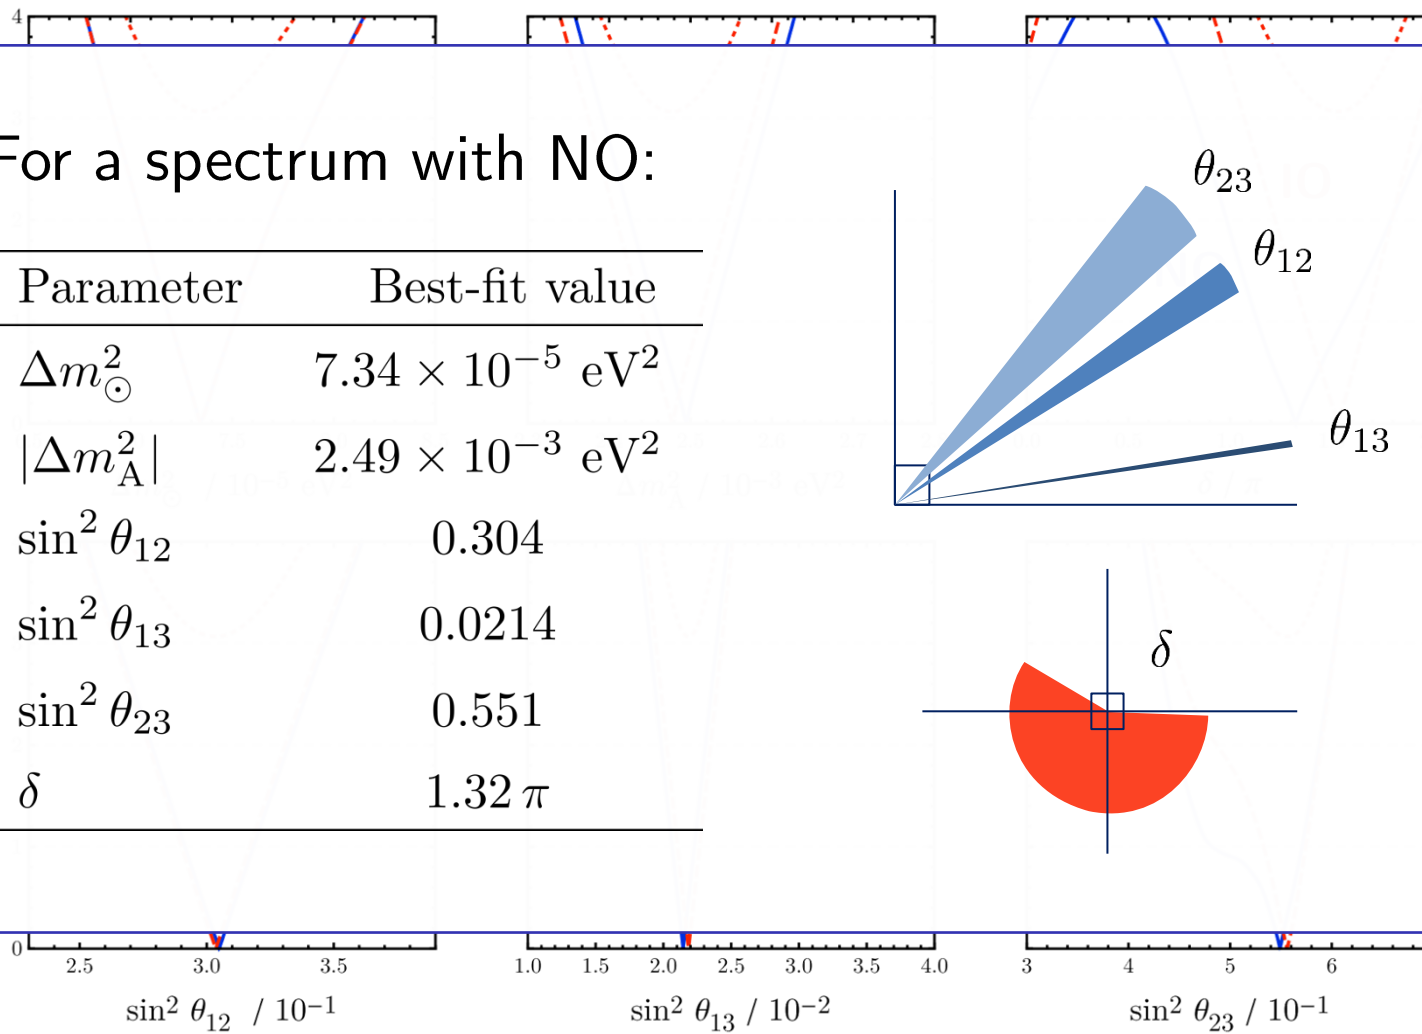 4
For a spectrum with NO:
Parameter Best-fit value
Δm²⊙ 7.34 × 10⁻⁵ eV²
|Δm²A| 2.49 × 10⁻³ eV²
sin² θ12 0.304
sin² θ13 0.0214
sin² θ23 0.551
δ 1.32 π
θ23
θ12
θ13
δ
0
2.5 3.0 3.5
sin² θ12 / 10⁻¹
1.0 1.5 2.0 2.5 3.0 3.5 4.0
sin² θ13 / 10⁻²
3 4 5 6
sin² θ23 / 10⁻¹